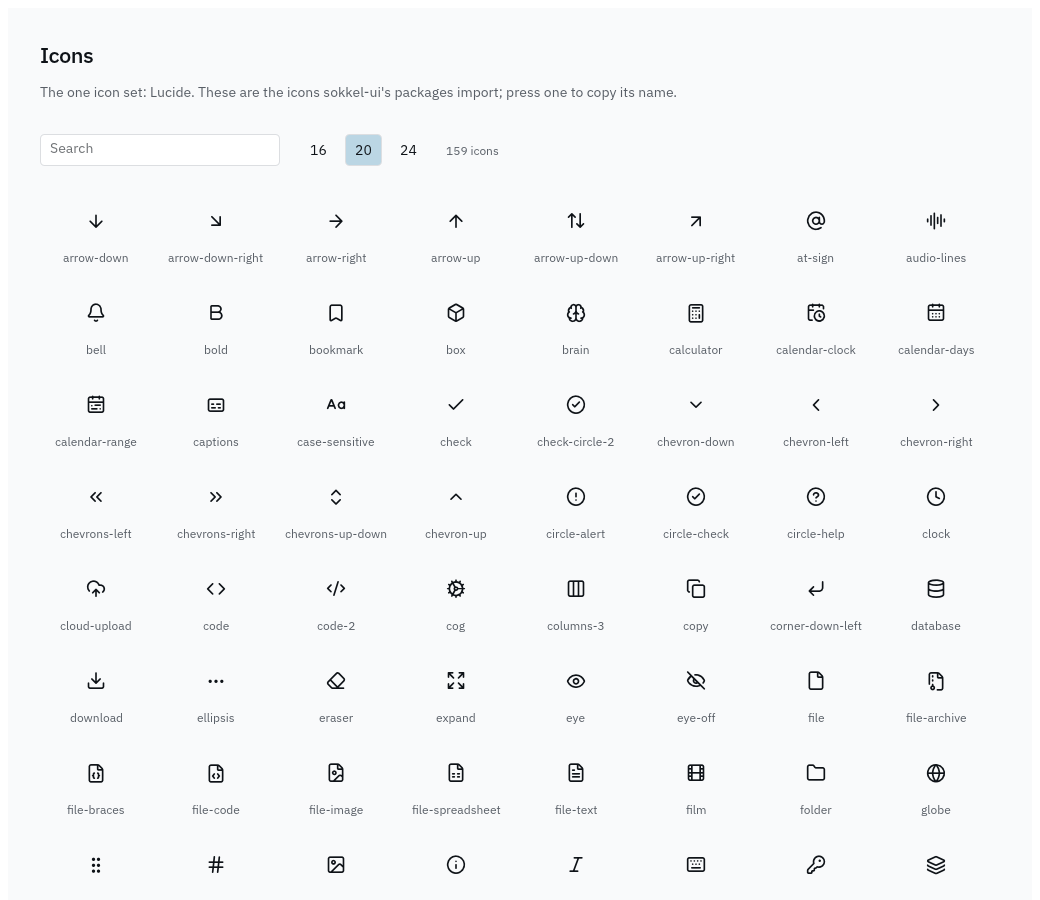 Icons
The one icon set: Lucide. These are the icons sokkel-ui's packages import; press one to copy its name.
Search 16 20 24 159 icons
arrow-down arrow-down-right arrow-right arrow-up arrow-up-down arrow-up-right at-sign audio-lines
bell bold bookmark box brain calculator calendar-clock calendar-days
calendar-range captions case-sensitive check check-circle-2 chevron-down chevron-left chevron-right
chevrons-left chevrons-right chevrons-up-down chevron-up circle-alert circle-check circle-help clock
cloud-upload code code-2 cog columns-3 copy corner-down-left database
download ellipsis eraser expand eye eye-off file file-archive
file-braces file-code file-image file-spreadsheet file-text film folder globe